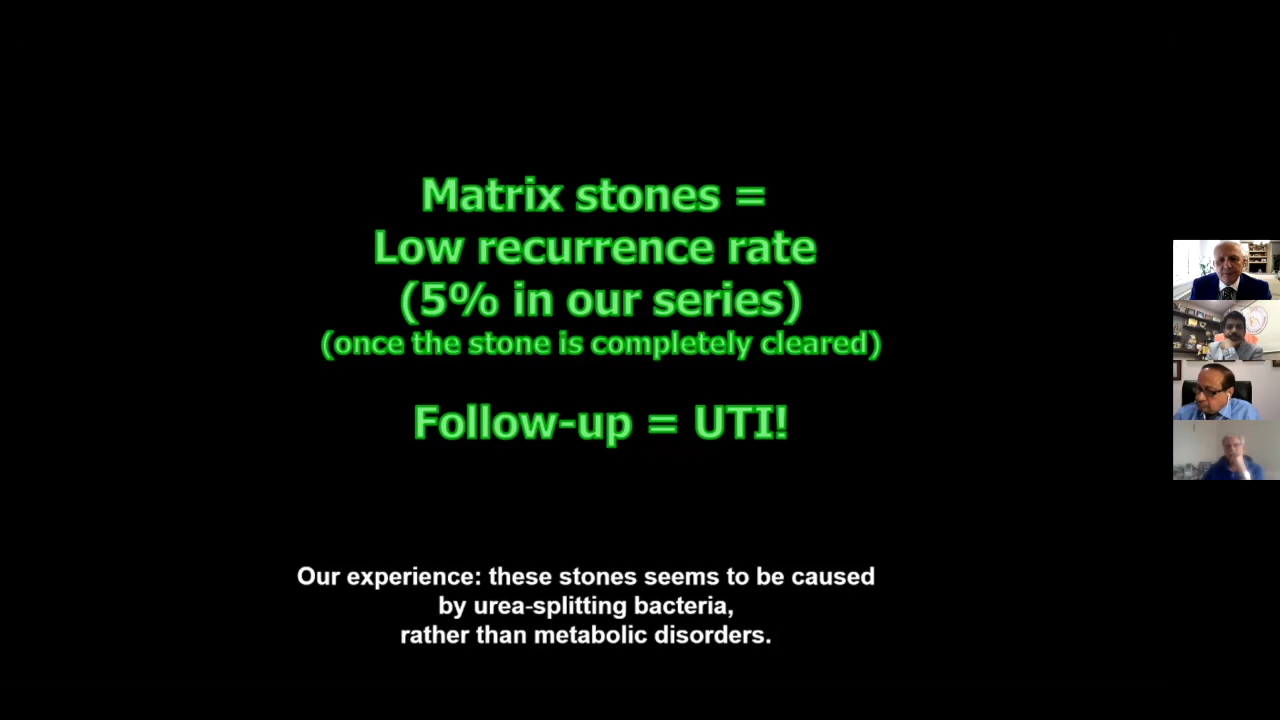 Matrix stones =
Low recurrence rate
(5% in our series)
(once the stone is completely cleared)
Follow-up = UTI!
Our experience: these stones seems to be caused
by urea-splitting bacteria,
rather than metabolic disorders.